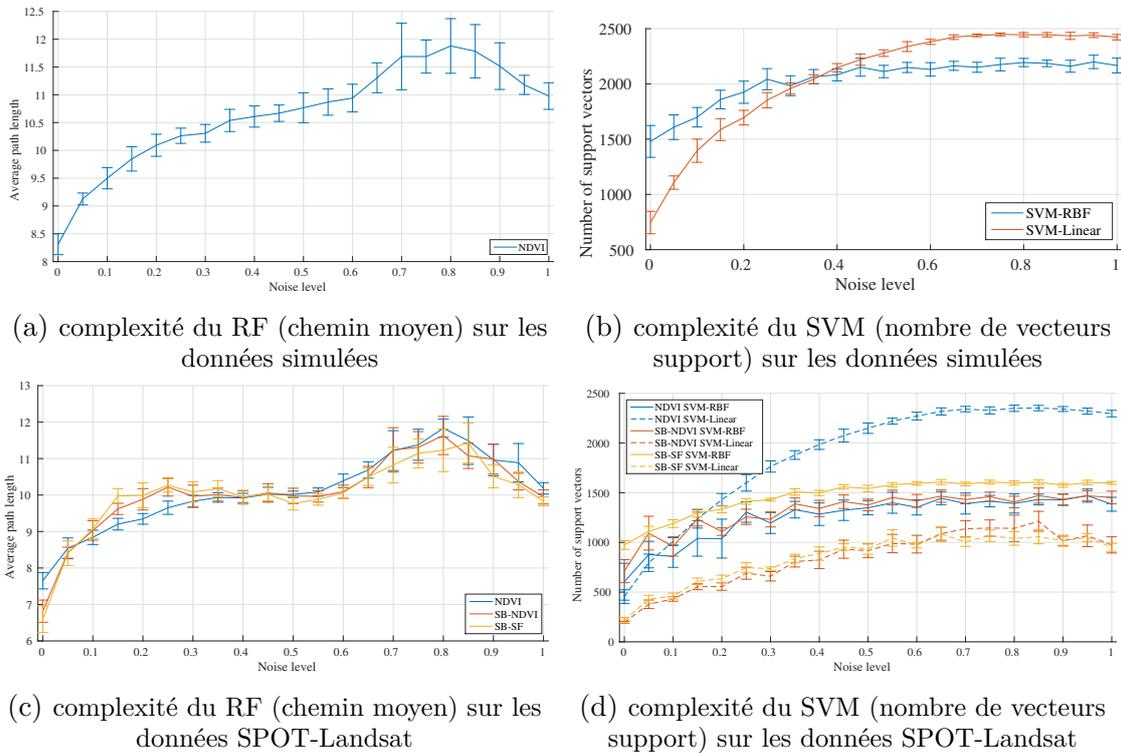 12.5
12
11.5
11
10.5
10
9.5
9
8.5
8
Average path length
0 0.1 0.2 0.3 0.4 0.5 0.6 0.7 0.8 0.9 1
Noise level
NDVI
2500
2000
1500
1000
500
Number of support vectors
0 0.2 0.4 0.6 0.8 1
Noise level
SVM-RBF
SVM-Linear
(a) complexité du RF (chemin moyen) sur les
données simulées
(b) complexité du SVM (nombre de vecteurs
support) sur les données simulées
13
12
11
10
9
8
7
6
Average path length
0 0.1 0.2 0.3 0.4 0.5 0.6 0.7 0.8 0.9 1
Noise level
NDVI
SB-NDVI
SB-SF
2500
2000
1500
1000
500
0
Number of support vectors
0 0.1 0.2 0.3 0.4 0.5 0.6 0.7 0.8 0.9 1
Noise level
NDVI SVM-RBF
NDVI SVM-Linear
SB-NDVI SVM-RBF
SB-NDVI SVM-Linear
SB-SF SVM-RBF
SB-SF SVM-Linear
(c) complexité du RF (chemin moyen) sur les
données SPOT-Landsat
(d) complexité du SVM (nombre de vecteurs
support) sur les données SPOT-Landsat